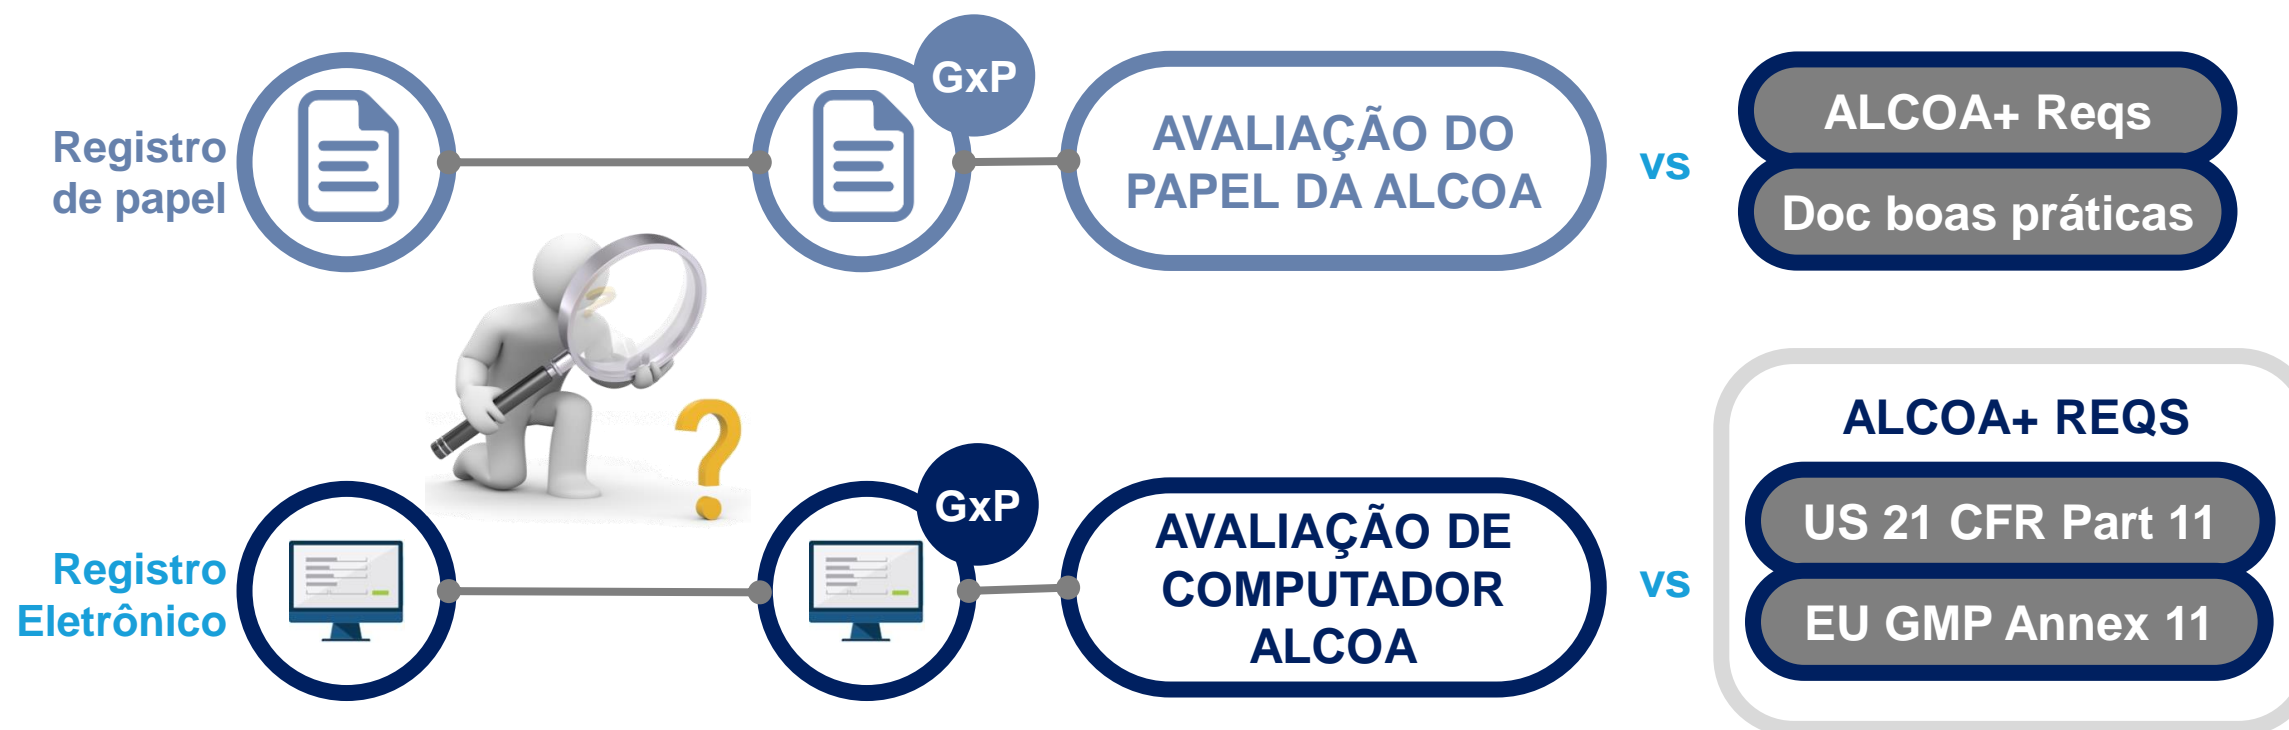 Registro
de papel
GxP
AVALIAÇÃO DO
PAPEL DA ALCOA
vs
ALCOA+ Reqs
Doc boas práticas
Registro
Eletrônico
GxP
AVALIAÇÃO DE
COMPUTADOR
ALCOA
vs
ALCOA+ REQS
US 21 CFR Part 11
EU GMP Annex 11